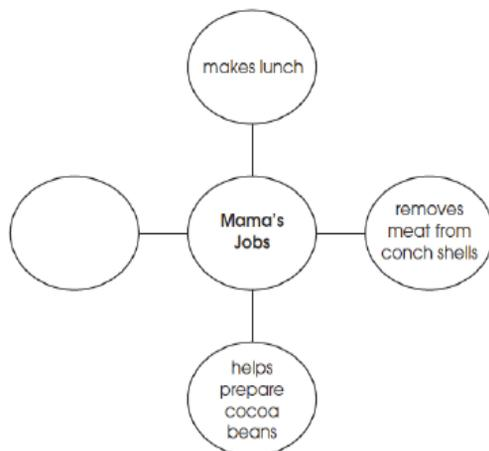 makes lunch
Mama's
Jobs
removes
meat from
conch shells
helps
prepare
cocoa
beans